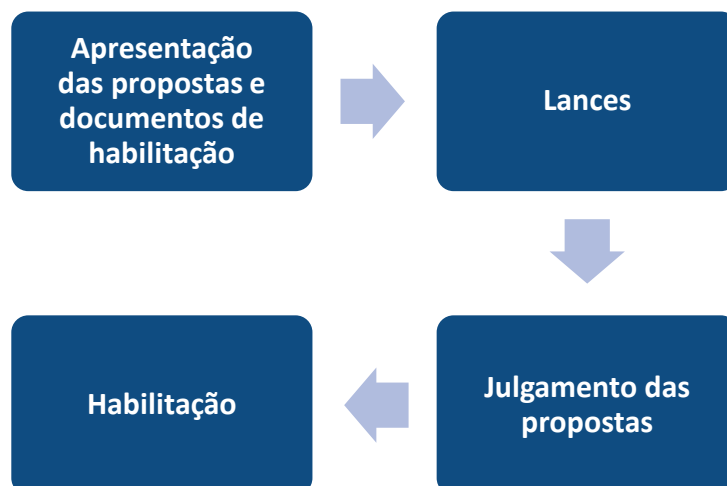 Apresentação
das propostas e
documentos de
habilitação
Lances
Julgamento das
propostas
Habilitação